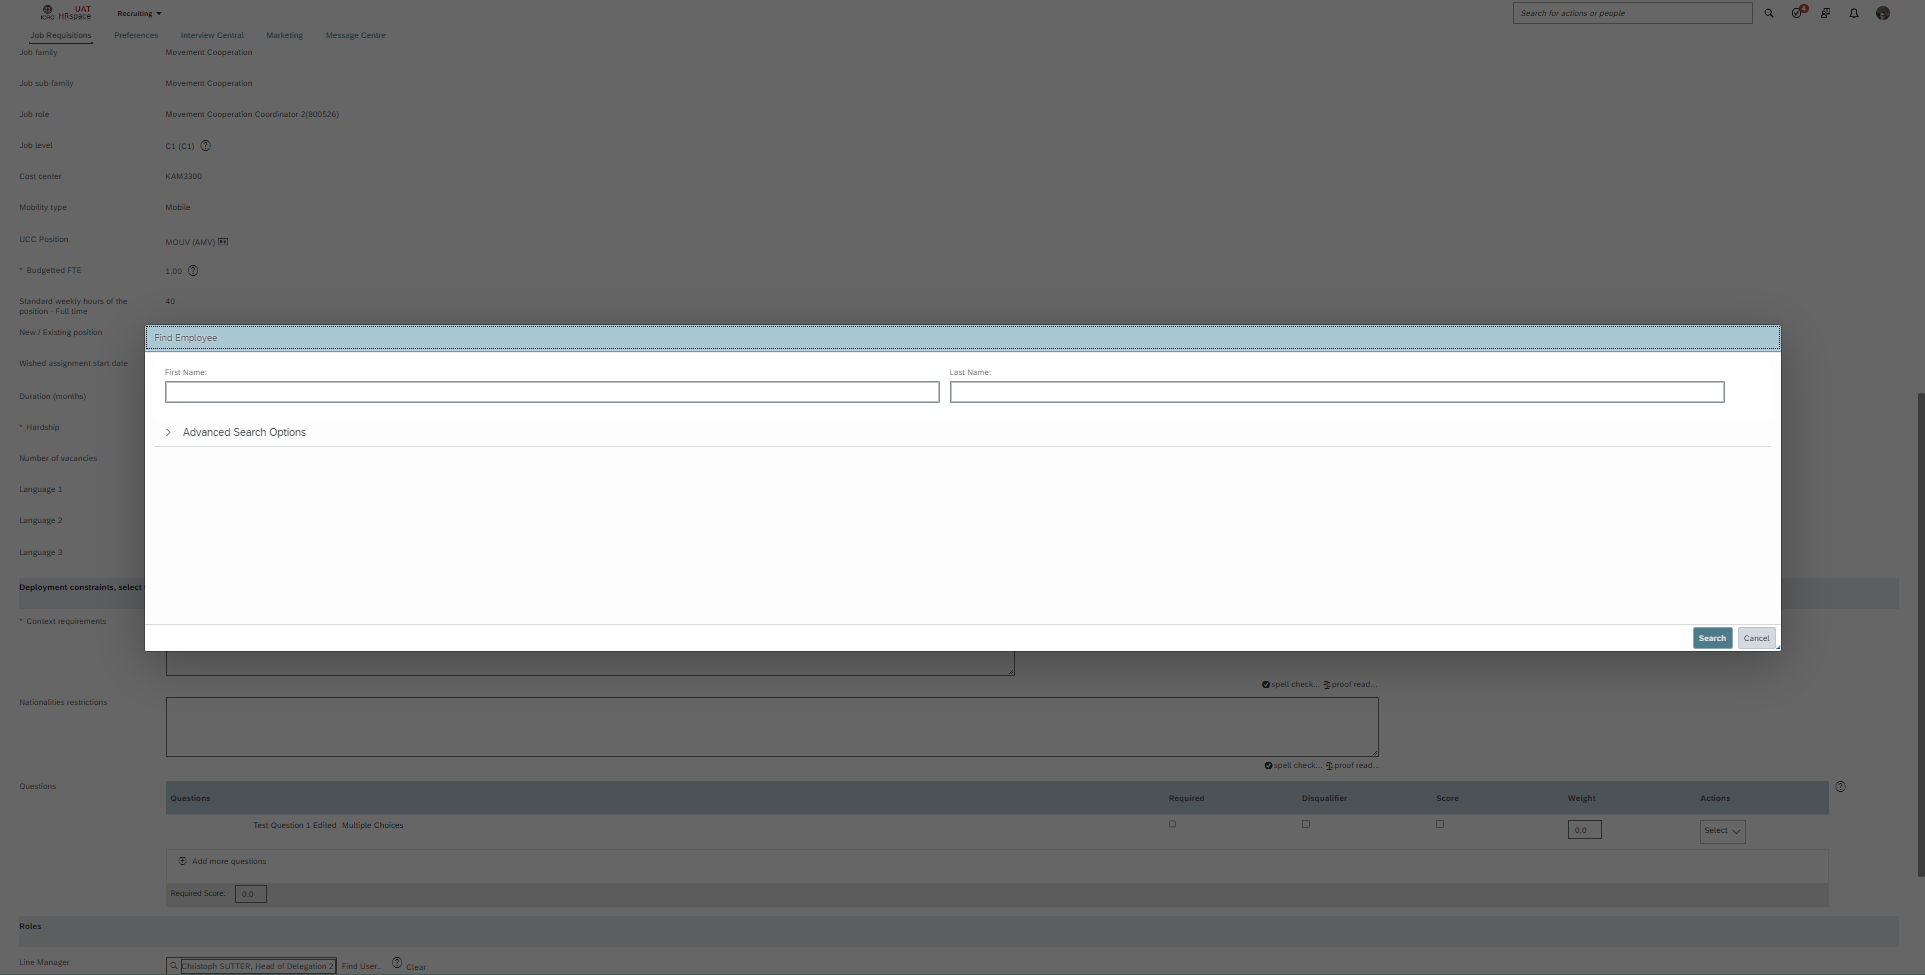 UAT
ICRC HRspace
Recruiting
Search for actions or people
4
Job Requisitions Preferences Interview Central Marketing Message Centre
Job family Movement Cooperation
Job sub-family Movement Cooperation
Job role Movement Cooperation Coordinator 2(800526)
Job level C1 (C1)
Cost center KAM3300
Mobility type Mobile
UCC Position MOUV (AMV)
* Budgetted FTE 1.00
Standard weekly hours of the 40
position - Full time
New / Existing position
Find Employee
Wished assignment start date
First Name: Last Name:
Duration (months)
* Hardship
Advanced Search Options
Number of vacancies
Language 1
Language 2
Language 3
Deployment constraints, select
* Context requirements
Search Cancel
spell check... proof read...
Nationalities restrictions
spell check... proof read...
Questions
Questions Required Disqualifier Score Weight Actions
Test Question 1 Edited Multiple Choices 0.0 Select
Add more questions
Required Score: 0.0
Roles
Line Manager Christoph SUTTER, Head of Delegation 2 Find User... Clear